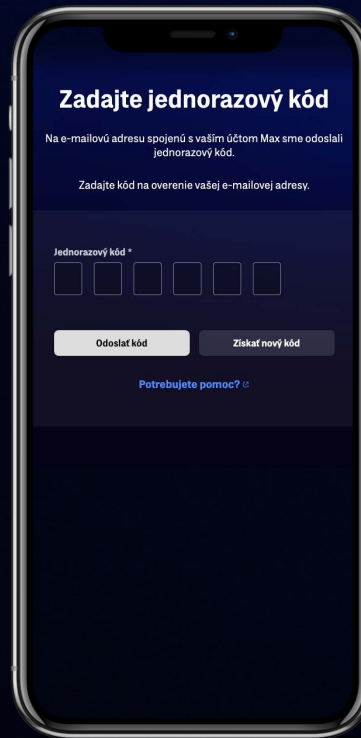 Zadajte jednorazový kód
Na e-mailovú adresu spojenú s vaším účtom Max sme odoslali
jednorazový kód.
Zadajte kód na overenie vašej e-mailovej adresy.
Jednorazový kód *
Odoslať kód
Získať nový kód
Potrebujete pomoc?